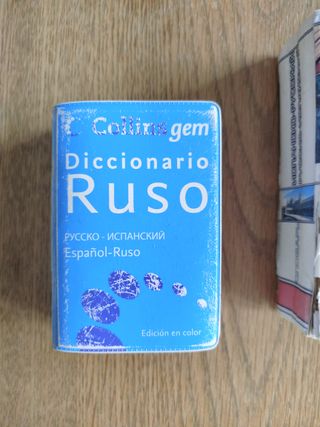 Collins gem
Diccionario
Ruso
РУССКО - ИСПАНСКИЙ
Español-Ruso
Edición en color